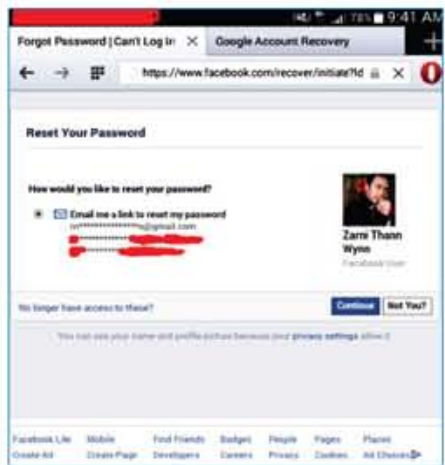 78% 9:41 AM
Forgot Password | Can't Log In × Google Account Recovery
https://www.facebook.com/recover/initiate?ld
Reset Your Password
How would you like to reset your password?
Email me a link to reset my password
@gmail.com
Zarni Thann
Wynn
Facebook User
No longer have access to these?
Continue
Not You?
You can see your name and profile picture because your privacy settings allow it
Facebook Lite Mobile Find Friends Badges People Pages Places
Create Ad Create Page Developers Careers Privacy Cookies Ad Choices